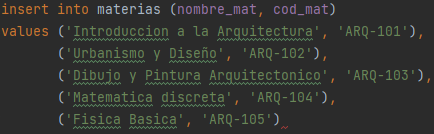 insert into materias (nombre_mat, cod_mat)
values ('Introduccion a la Arquitectura', 'ARQ-101'),
('Urbanismo y Diseño', 'ARQ-102'),
('Dibujo y Pintura Arquitectonico', 'ARQ-103'),
('Matematica discreta', 'ARQ-104'),
('Fisica Basica', 'ARQ-105')